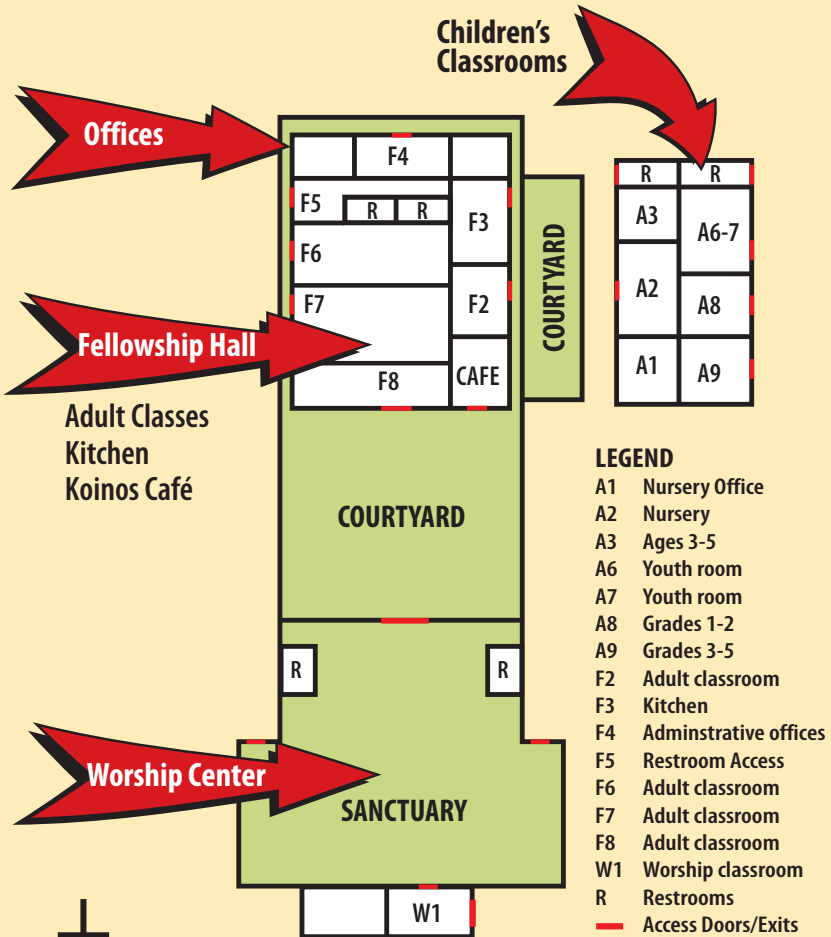 Children's
Classrooms
Offices
F4
R R
F5
R R
F3
A3
A6-7
F6
COURTYARD
A2
F7
F2
A8
Fellowship Hall
CAFE
A1
A9
F8
Adult Classes
Kitchen
Koinos Café
COURTYARD
LEGEND
A1 Nursery Office
A2 Nursery
A3 Ages 3-5
A6 Youth room
A7 Youth room
A8 Grades 1-2
A9 Grades 3-5
F2 Adult classroom
F3 Kitchen
F4 Adminstrative offices
F5 Restroom Access
F6 Adult classroom
F7 Adult classroom
F8 Adult classroom
W1 Worship classroom
R Restrooms
Access Doors/Exits
R
R
Worship Center
SANCTUARY
W1